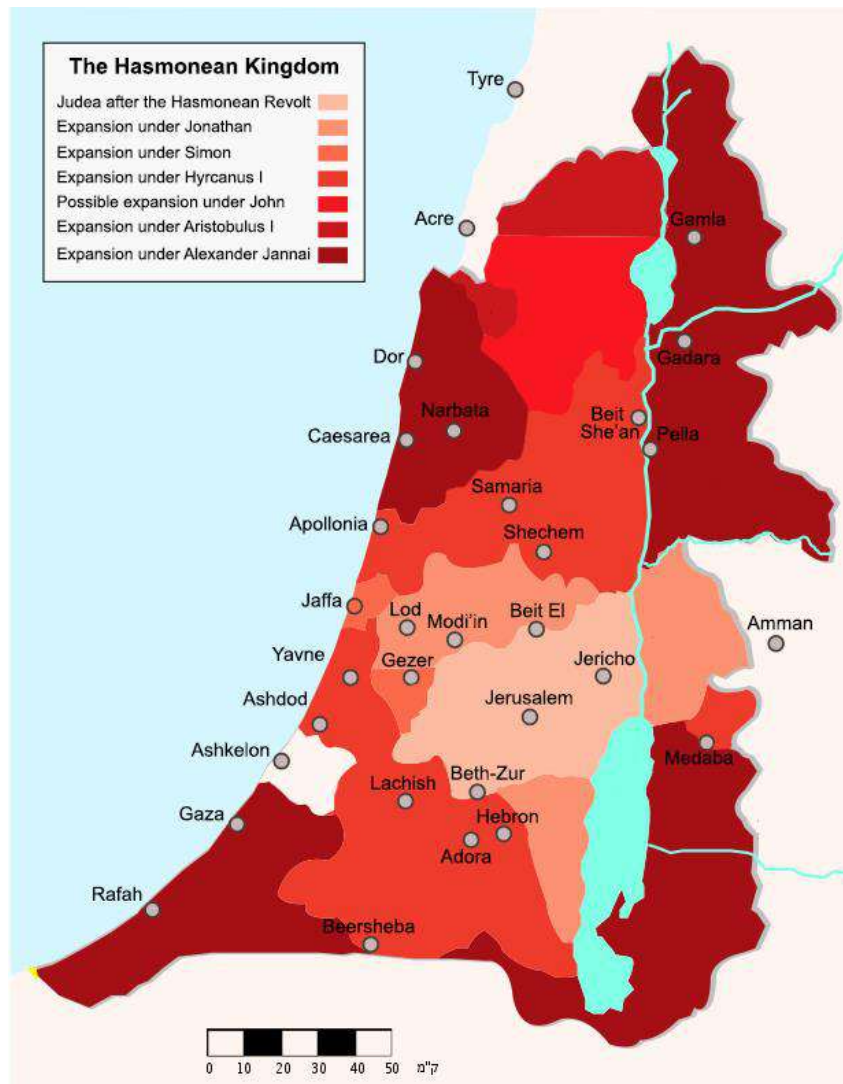 The Hasmonean Kingdom
Judea after the Hasmonean Revolt
Expansion under Jonathan
Expansion under Simon
Expansion under Hyrcanus I
Possible expansion under John
Expansion under Aristobulus I
Expansion under Alexander Jannai
Tyre
Acre
Gamla
Dor
Gadara
Narbata
Beit
She'an
Caesarea
Pella
Samaria
Apollonia
Shechem
Jaffa
Lod
Modi'in
Beit El
Amman
Yavne
Gezer
Jericho
Ashdod
Jerusalem
Ashkelon
Medaba
Lachish
Beth-Zur
Gaza
Hebron
Adora
Rafah
Beersheba
0 10 20 30 40 50 ק"מ